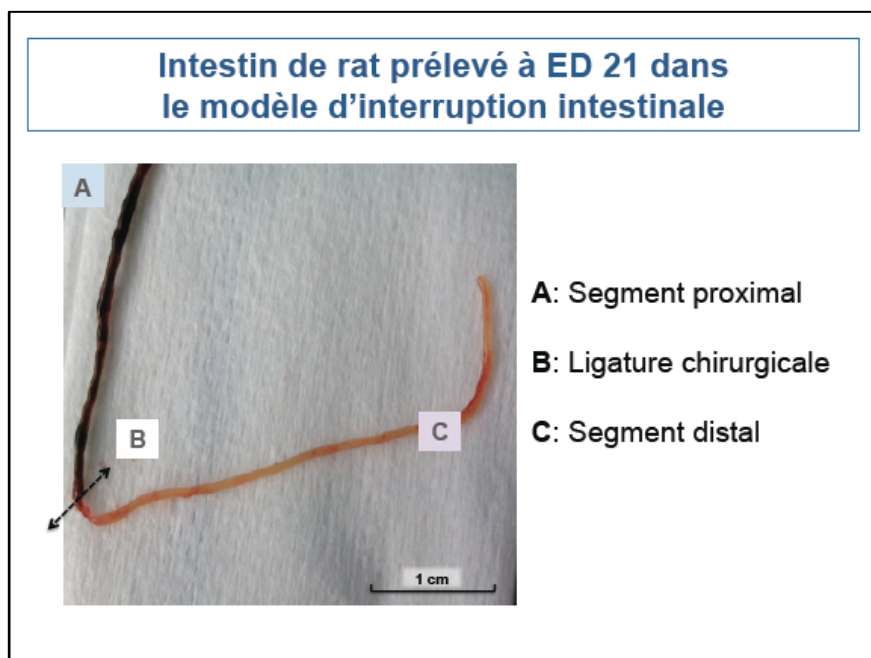 Intestin de rat prélevé à ED 21 dans
le modèle d'interruption intestinale
A
A: Segment proximal
B: Ligature chirurgicale
B
C
C: Segment distal
1 cm